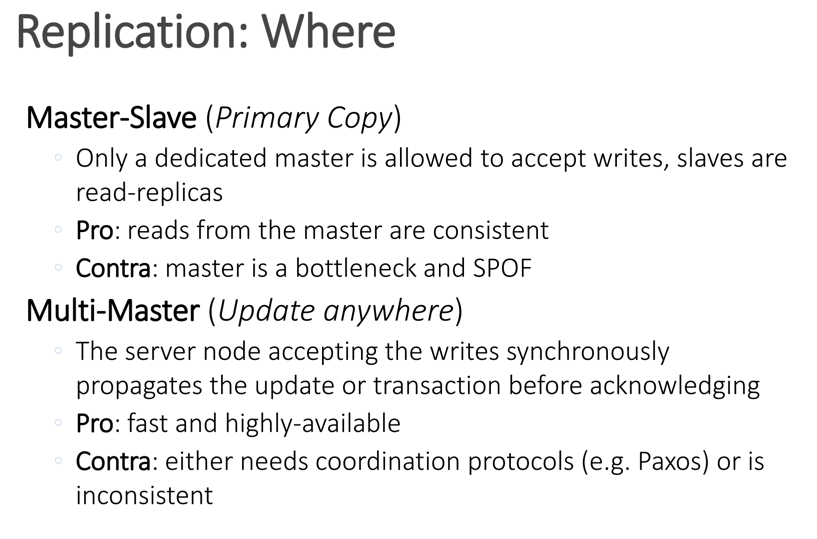 Replication: Where
Master-Slave (Primary Copy)
◦ Only a dedicated master is allowed to accept writes, slaves are
read-replicas
◦ Pro: reads from the master are consistent
◦ Contra: master is a bottleneck and SPOF
Multi-Master (Update anywhere)
◦ The server node accepting the writes synchronously
propagates the update or transaction before acknowledging
◦ Pro: fast and highly-available
◦ Contra: either needs coordination protocols (e.g. Paxos) or is
inconsistent